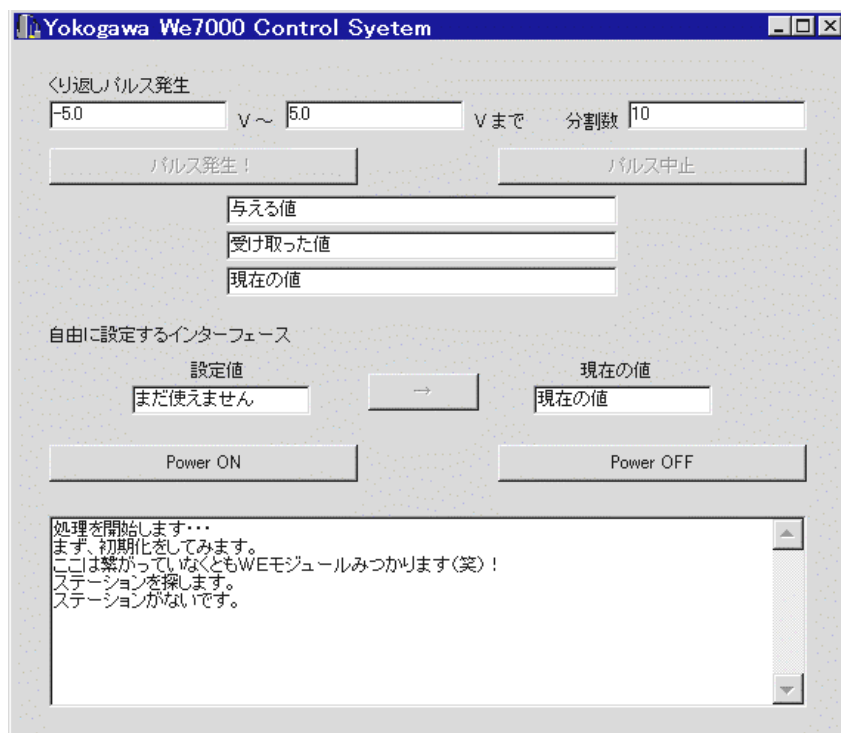 Yokogawa We7000 Control Syetem
くり返しパルス発生
-5.0 V ～ 5.0 V まで 分割数 10
パルス発生！ パルス中止
与える値
受け取った値
現在の値
自由に設定するインターフェース
設定値 現在の値
まだ使えません → 現在の値
Power ON Power OFF
処理を開始します・・・
まず、初期化をしてみます。
ここは繋がっていなくともWEモジュールみつかります(笑)！
ステーションを探します。
ステーションがないです。